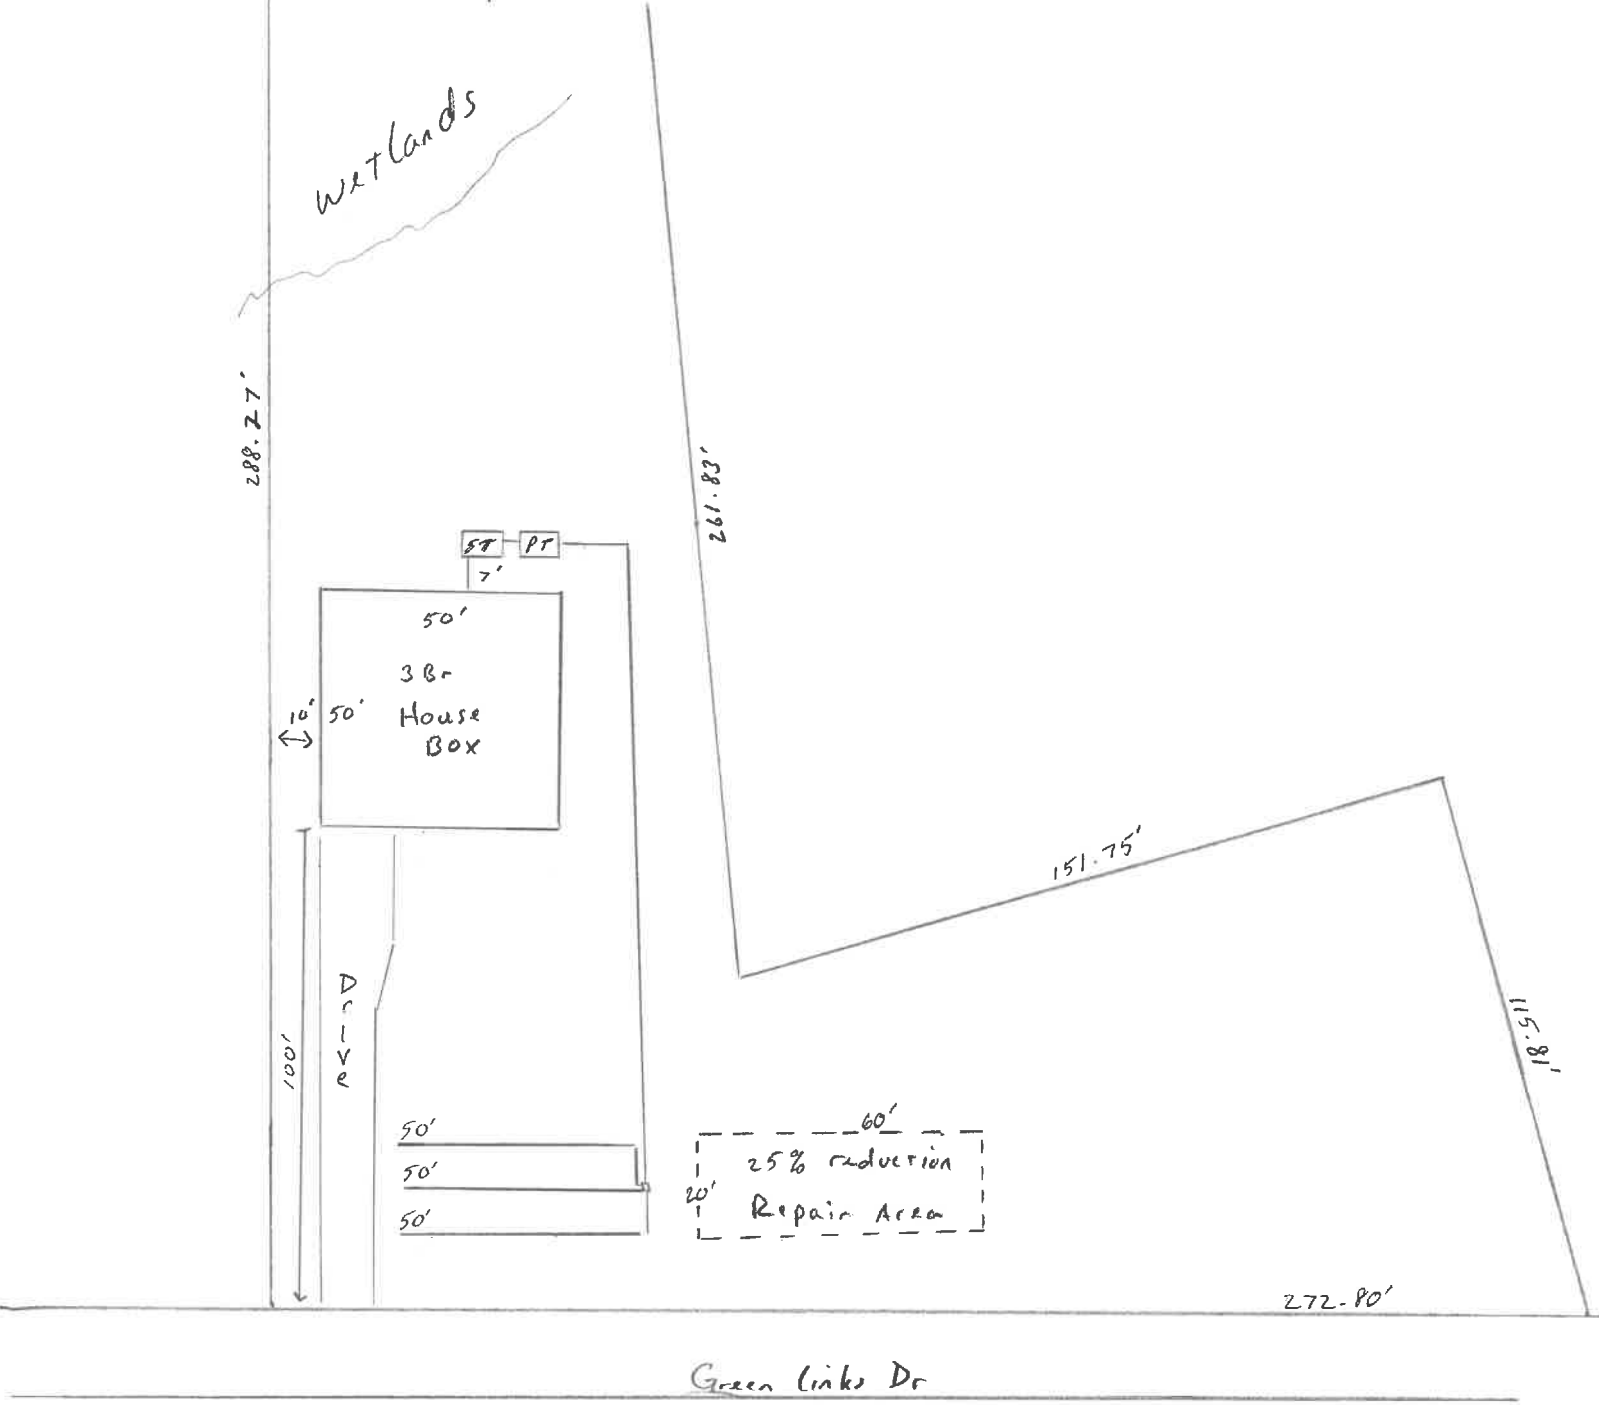 wetlands
288.27'
261.83'
ST
PT
7'
50'
3 Br
10'
50'
House
Box
151.75'
115.81'
Drive
100'
60'
50'
25% reduction
50'
20'
Repair Area
50'
272.80'
Green Links Dr